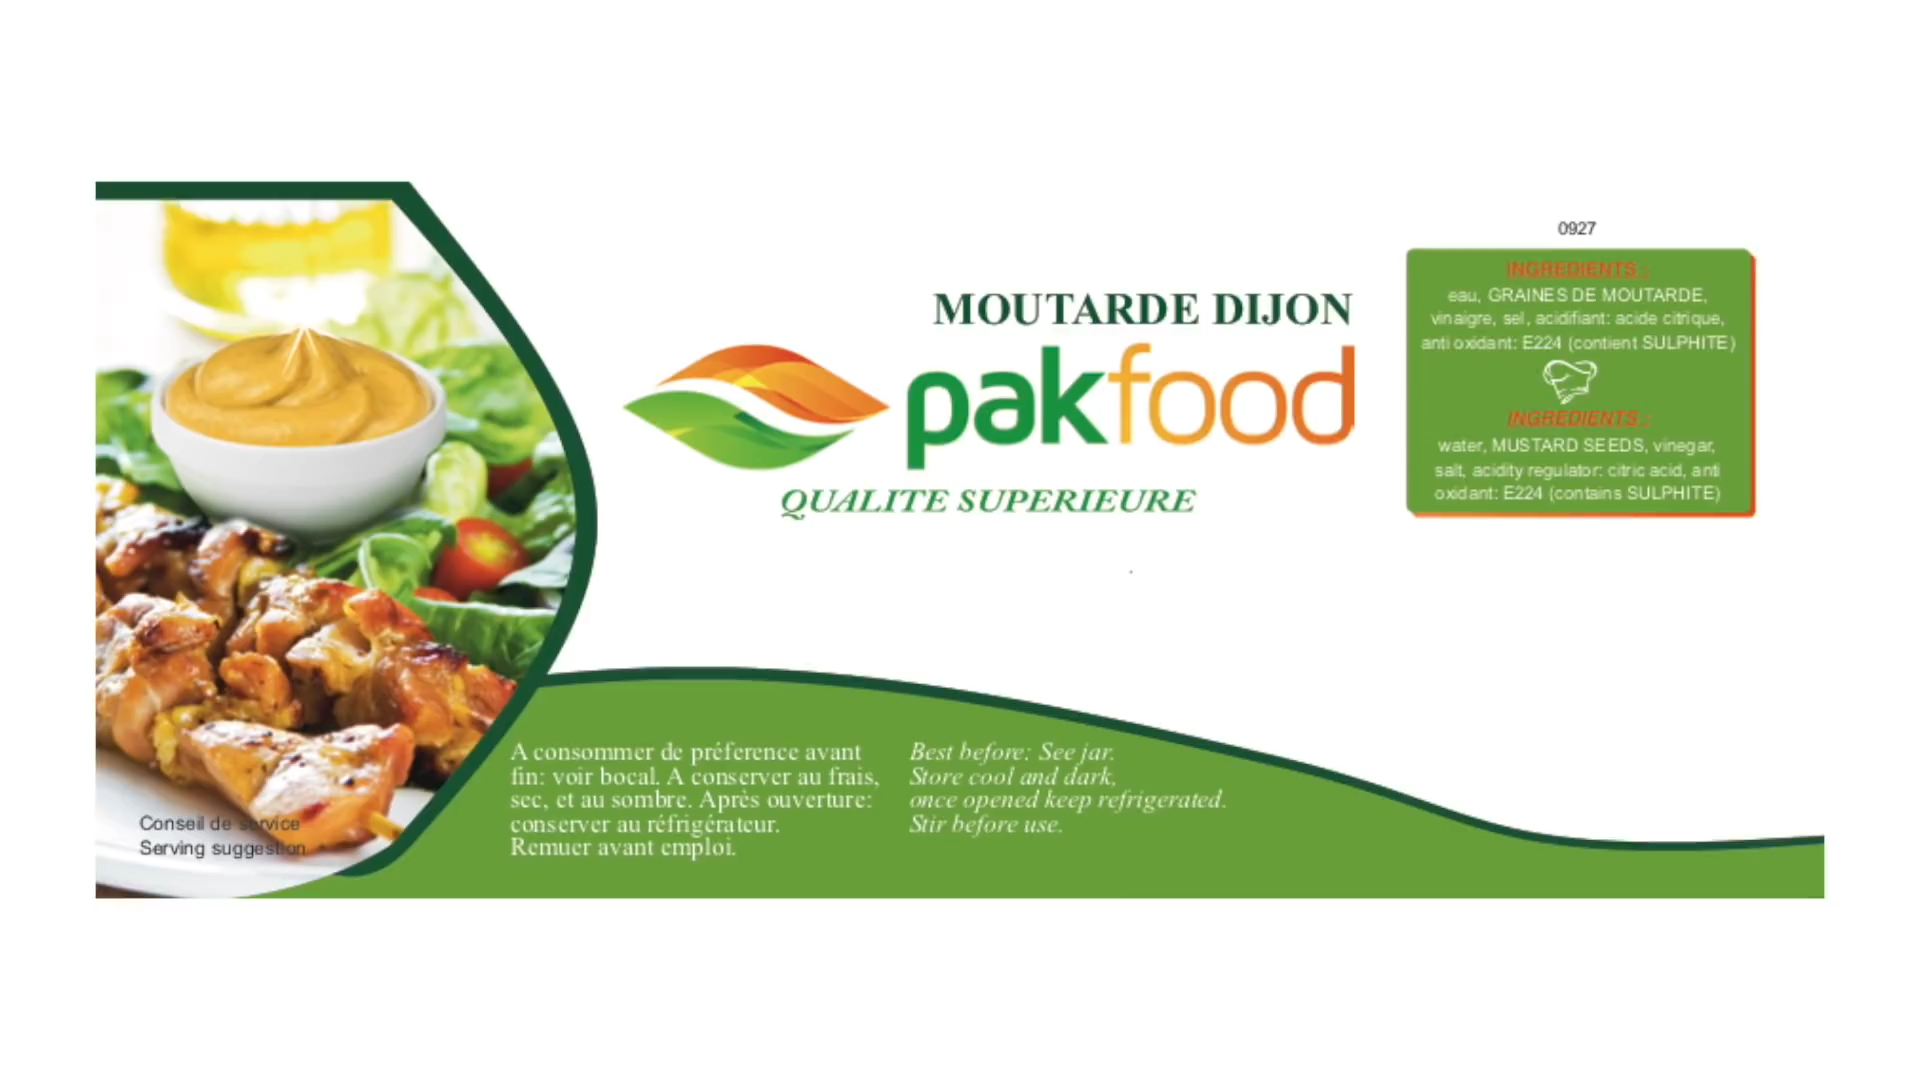 0927
MOUTARDE DIJON
pakfood
QUALITE SUPERIEURE
INGREDIENTS :
eau, GRAINES DE MOUTARDE,
vinaigre, sel, acidifiant: acide citrique,
anti oxidant: E224 (contient SULPHITE)
INGREDIENTS :
water, MUSTARD SEEDS, vinegar,
salt, acidity regulator: citric acid, anti
oxidant: E224 (contains SULPHITE)
A consommer de préference avant
fin: voir bocal. A conserver au frais,
sec, et au sombre. Après ouverture:
conserver au réfrigérateur.
Remuer avant emploi.
Best before: See jar.
Store cool and dark,
once opened keep refrigerated.
Stir before use.
Conseil de service
Serving suggestion